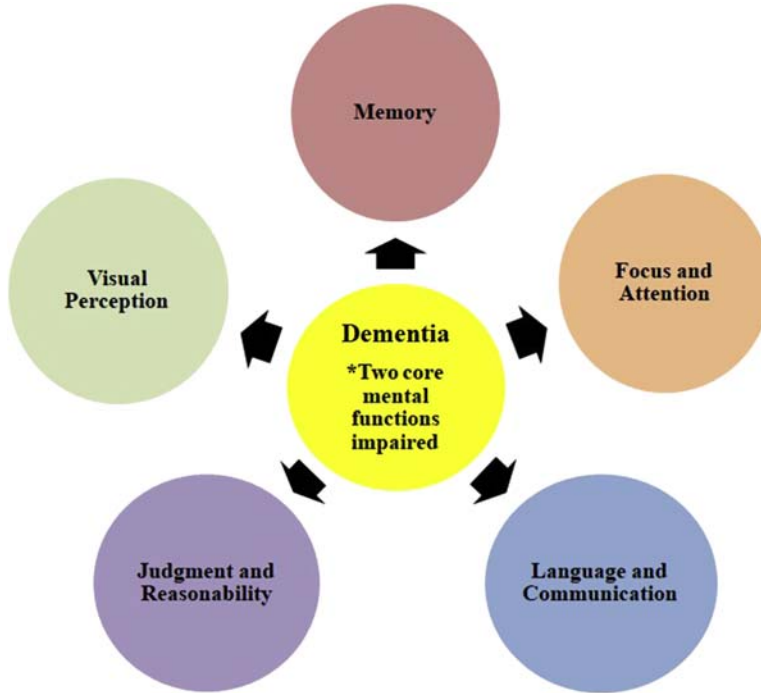 Memory
Focus and
Attention
Visual
Perception
Dementia
*Two core
mental
functions
impaired
Judgment and
Reasonability
Language and
Communication